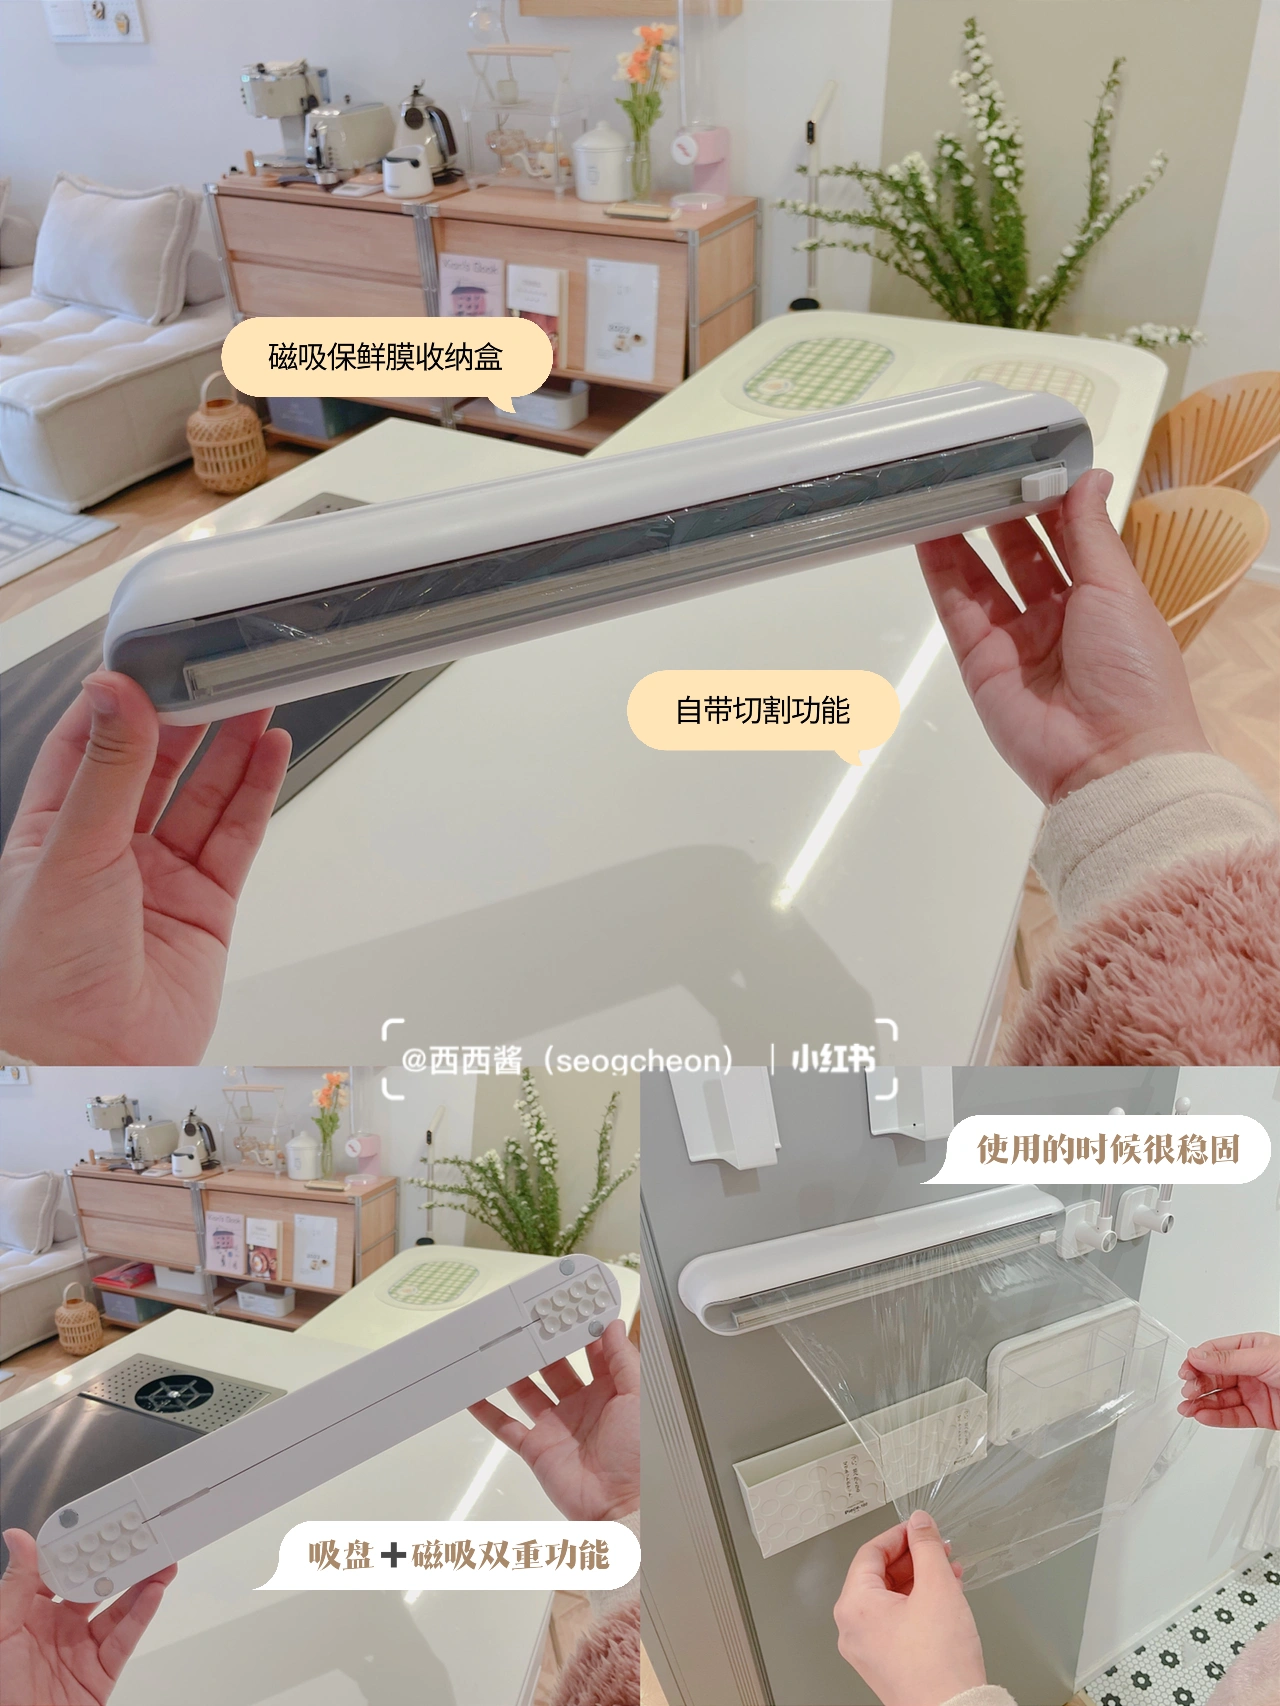 磁吸保鲜膜收纳盒
自带切割功能
@西西酱（seogcheon）｜小红书
使用的时候很稳固
吸盘➕磁吸双重功能